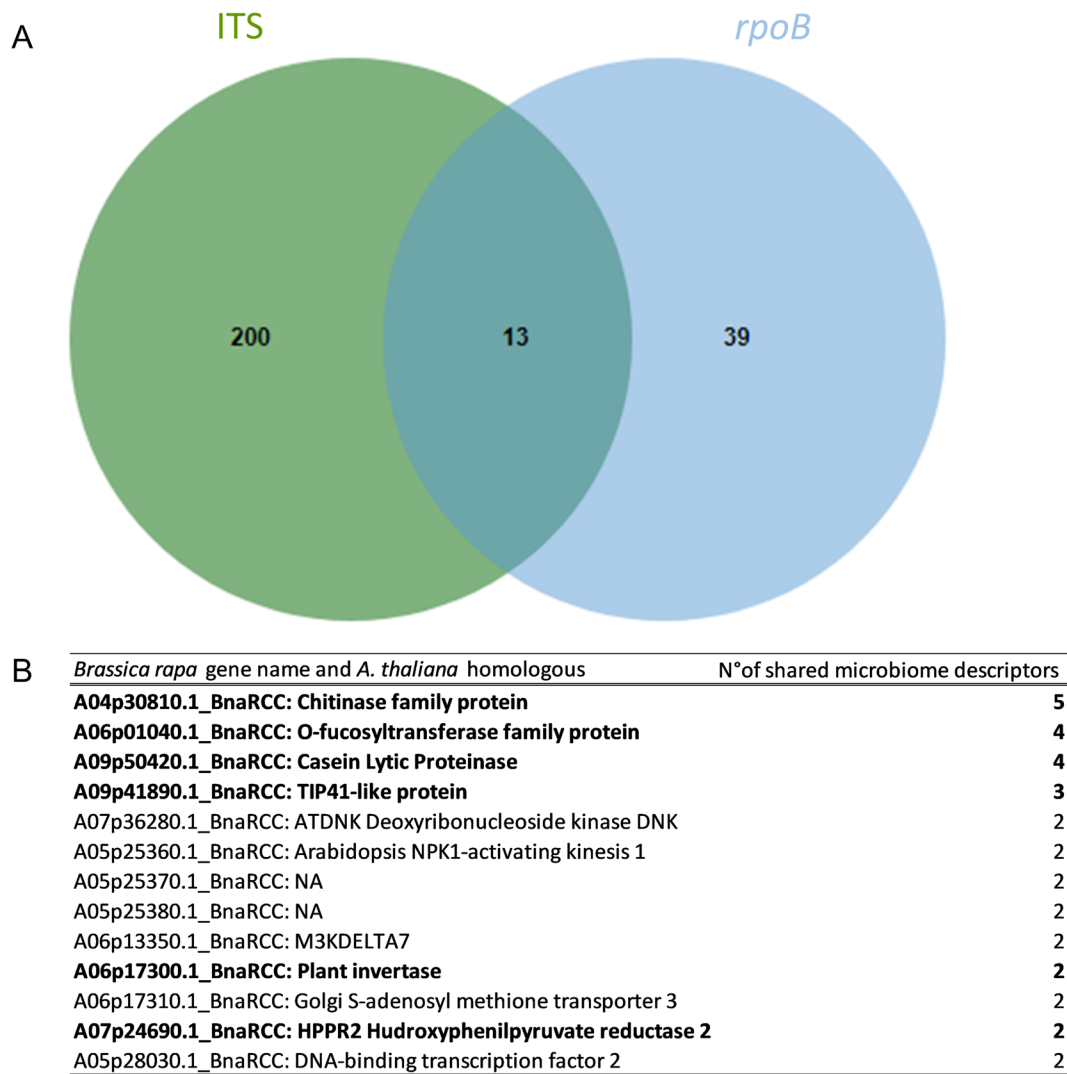 A
ITS
rpoB
200
13
39
B
Brassica rapa gene name and A. thaliana homologous N°of shared microbiome descriptors
A04p30810.1_BnaRCC: Chitinase family protein 5
A06p01040.1_BnaRCC: O-fucosyltransferase family protein 4
A09p50420.1_BnaRCC: Casein Lytic Proteinase 4
A09p41890.1_BnaRCC: TIP41-like protein 3
A07p36280.1_BnaRCC: ATDNK Deoxyribonucleoside kinase DNK 2
A05p25360.1_BnaRCC: Arabidopsis NPK1-activating kinesis 1 2
A05p25370.1_BnaRCC: NA 2
A05p25380.1_BnaRCC: NA 2
A06p13350.1_BnaRCC: M3KDELTA7 2
A06p17300.1_BnaRCC: Plant invertase 2
A06p17310.1_BnaRCC: Golgi S-adenosyl methione transporter 3 2
A07p24690.1_BnaRCC: HPPR2 Hudroxyphenilpyruvate reductase 2 2
A05p28030.1_BnaRCC: DNA-binding transcription factor 2 2